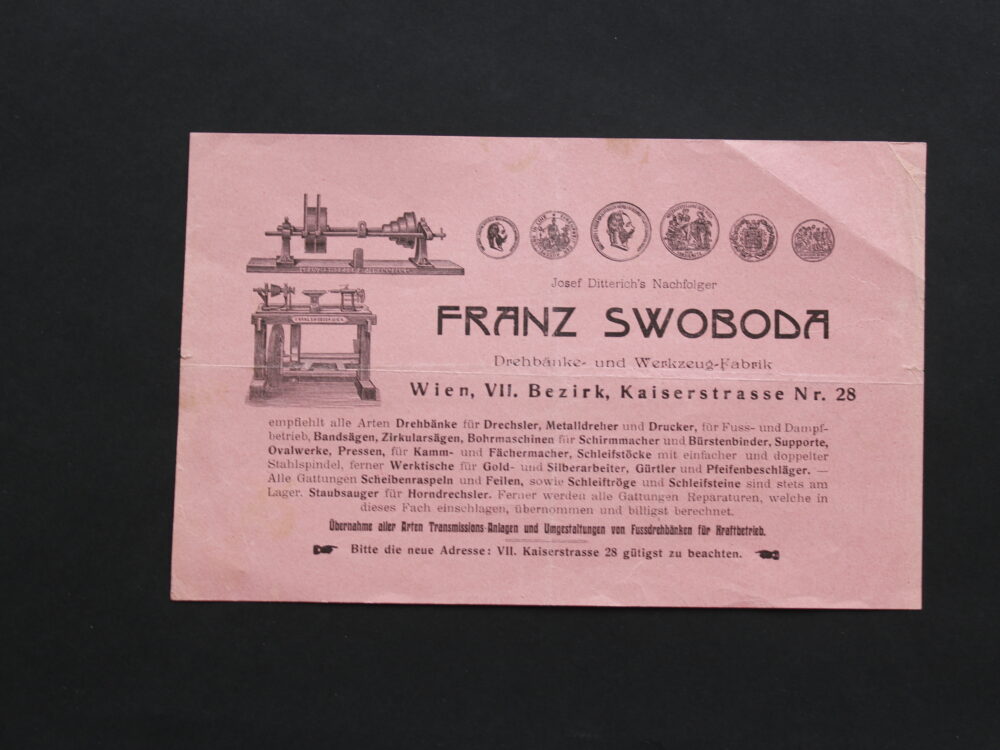 Josef Ditterich's Nachfolger
FRANZ SWOBODA
Drehbänke- und Werkzeug-Fabrik
Wien, VII. Bezirk, Kaiserstrasse Nr. 28
empfiehlt alle Arten Drehbänke für Drechsler, Metalldreher und Drucker, für Fuss- und Dampf-
betrieb, Bandsägen, Zirkularsägen, Bohrmaschinen für Schirmmacher und Bürstenbinder, Supporte,
Ovalwerke, Pressen, für Kamm- und Fächermacher, Schleifstöcke mit einfacher und doppelter
Stahlspindel, ferner Werktische für Gold- und Silberarbeiter, Gürtler und Pfeifenbeschläger. —
Alle Gattungen Scheibenraspeln und Feilen, sowie Schleiftröge und Schleifsteine sind stets am
Lager. Staubsauger für Horndrechsler. Ferner werden alle Gattungen Reparaturen, welche in
dieses Fach einschlagen, übernommen und billigst berechnet.
Übernahme aller Arten Transmissions-Anlagen und Umgestaltungen von Fussdrehbänken für Kraftbetrieb.
Bitte die neue Adresse: VII. Kaiserstrasse 28 gütigst zu beachten.